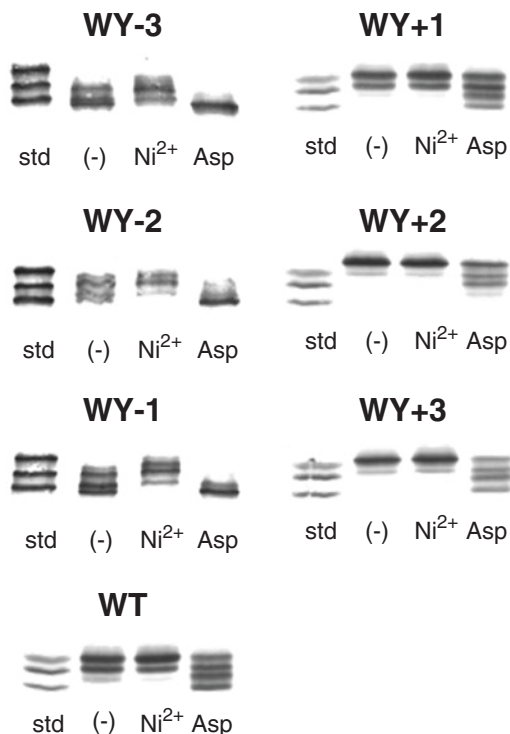 WY-3
std (-) Ni²⁺ Asp
WY-2
std (-) Ni²⁺ Asp
WY-1
std (-) Ni²⁺ Asp
WT
std (-) Ni²⁺ Asp
WY+1
std (-) Ni²⁺ Asp
WY+2
std (-) Ni²⁺ Asp
WY+3
std (-) Ni²⁺ Asp